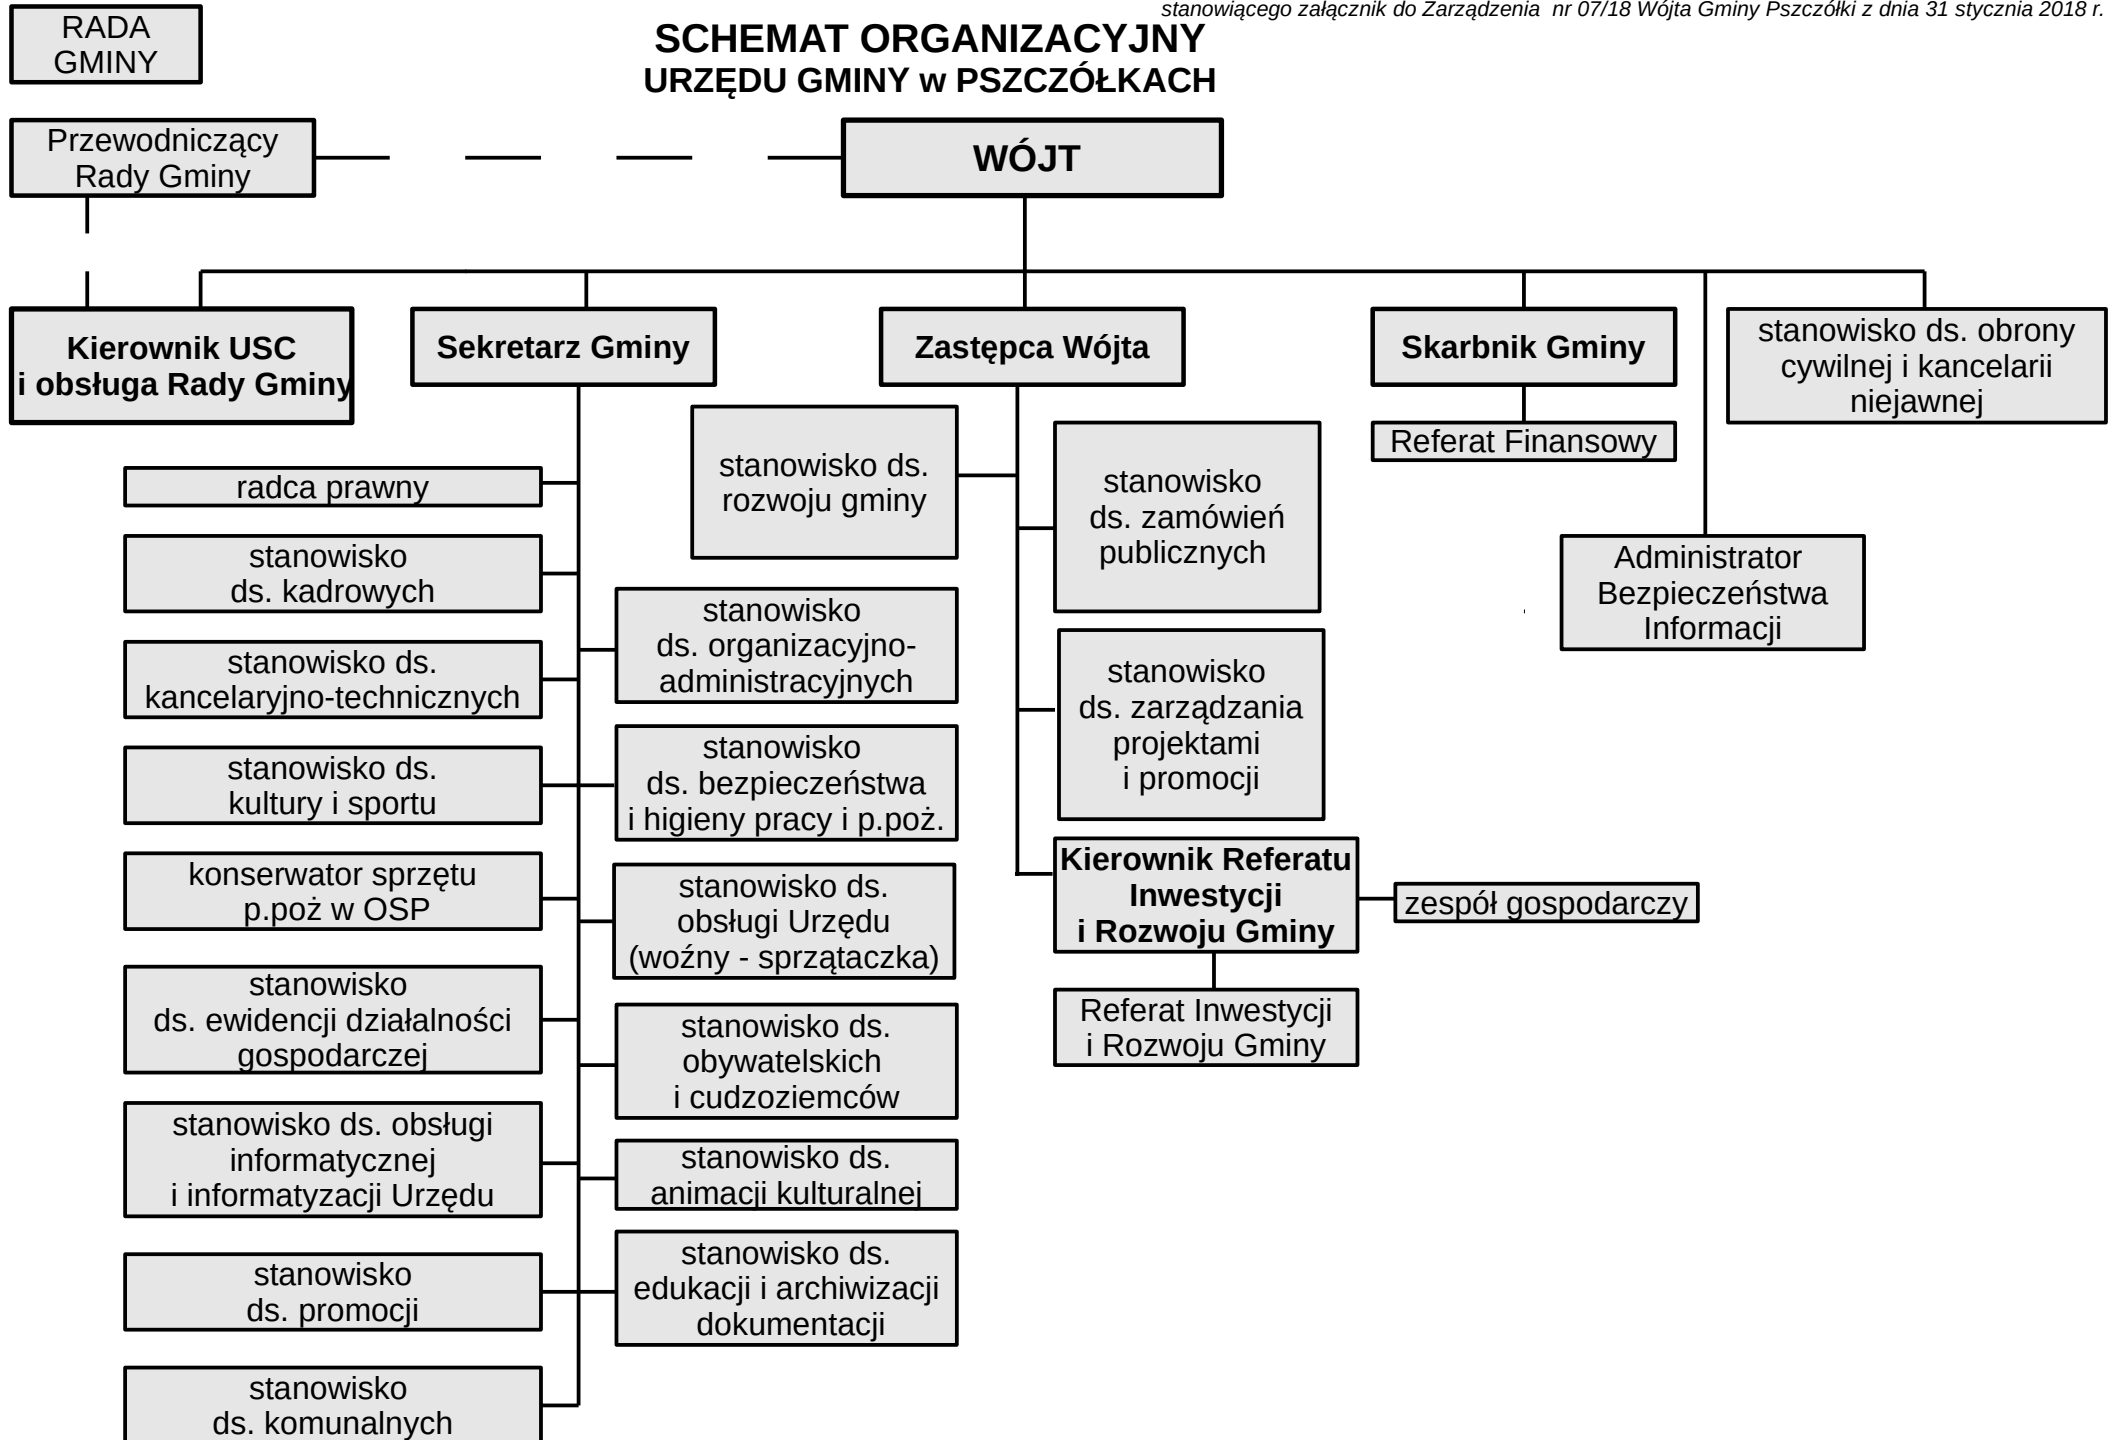 stanowiącego załącznik do Zarządzenia nr 07/18 Wójta Gminy Pszczółki z dnia 31 stycznia 2018 r.
RADA
GMINY
SCHEMAT ORGANIZACYJNY
URZĘDU GMINY w PSZCZÓŁKACH
Przewodniczący
Rady Gminy
WÓJT
Kierownik USC
i obsługa Rady Gminy
Sekretarz Gminy
Zastępca Wójta
Skarbnik Gminy
stanowisko ds. obrony
cywilnej i kancelarii
niejawnej
Referat Finansowy
Administrator
Bezpieczeństwa
Informacji
radca prawny
stanowisko
ds. kadrowych
stanowisko ds.
kancelaryjno-technicznych
stanowisko ds.
kultury i sportu
konserwator sprzętu
p.poż w OSP
stanowisko
ds. ewidencji działalności
gospodarczej
stanowisko ds. obsługi
informatycznej
i informatyzacji Urzędu
stanowisko
ds. promocji
stanowisko
ds. komunalnych
stanowisko
ds. organizacyjno-
administracyjnych
stanowisko
ds. bezpieczeństwa
i higieny pracy i p.poż.
stanowisko ds.
obsługi Urzędu
(woźny - sprzątaczka)
stanowisko ds.
obywatelskich
i cudzoziemców
stanowisko ds.
animacji kulturalnej
stanowisko ds.
edukacji i archiwizacji
dokumentacji
stanowisko ds.
rozwoju gminy
stanowisko
ds. zamówień
publicznych
stanowisko
ds. zarządzania
projektami
i promocji
Kierownik Referatu
Inwestycji
i Rozwoju Gminy
zespół gospodarczy
Referat Inwestycji
i Rozwoju Gminy